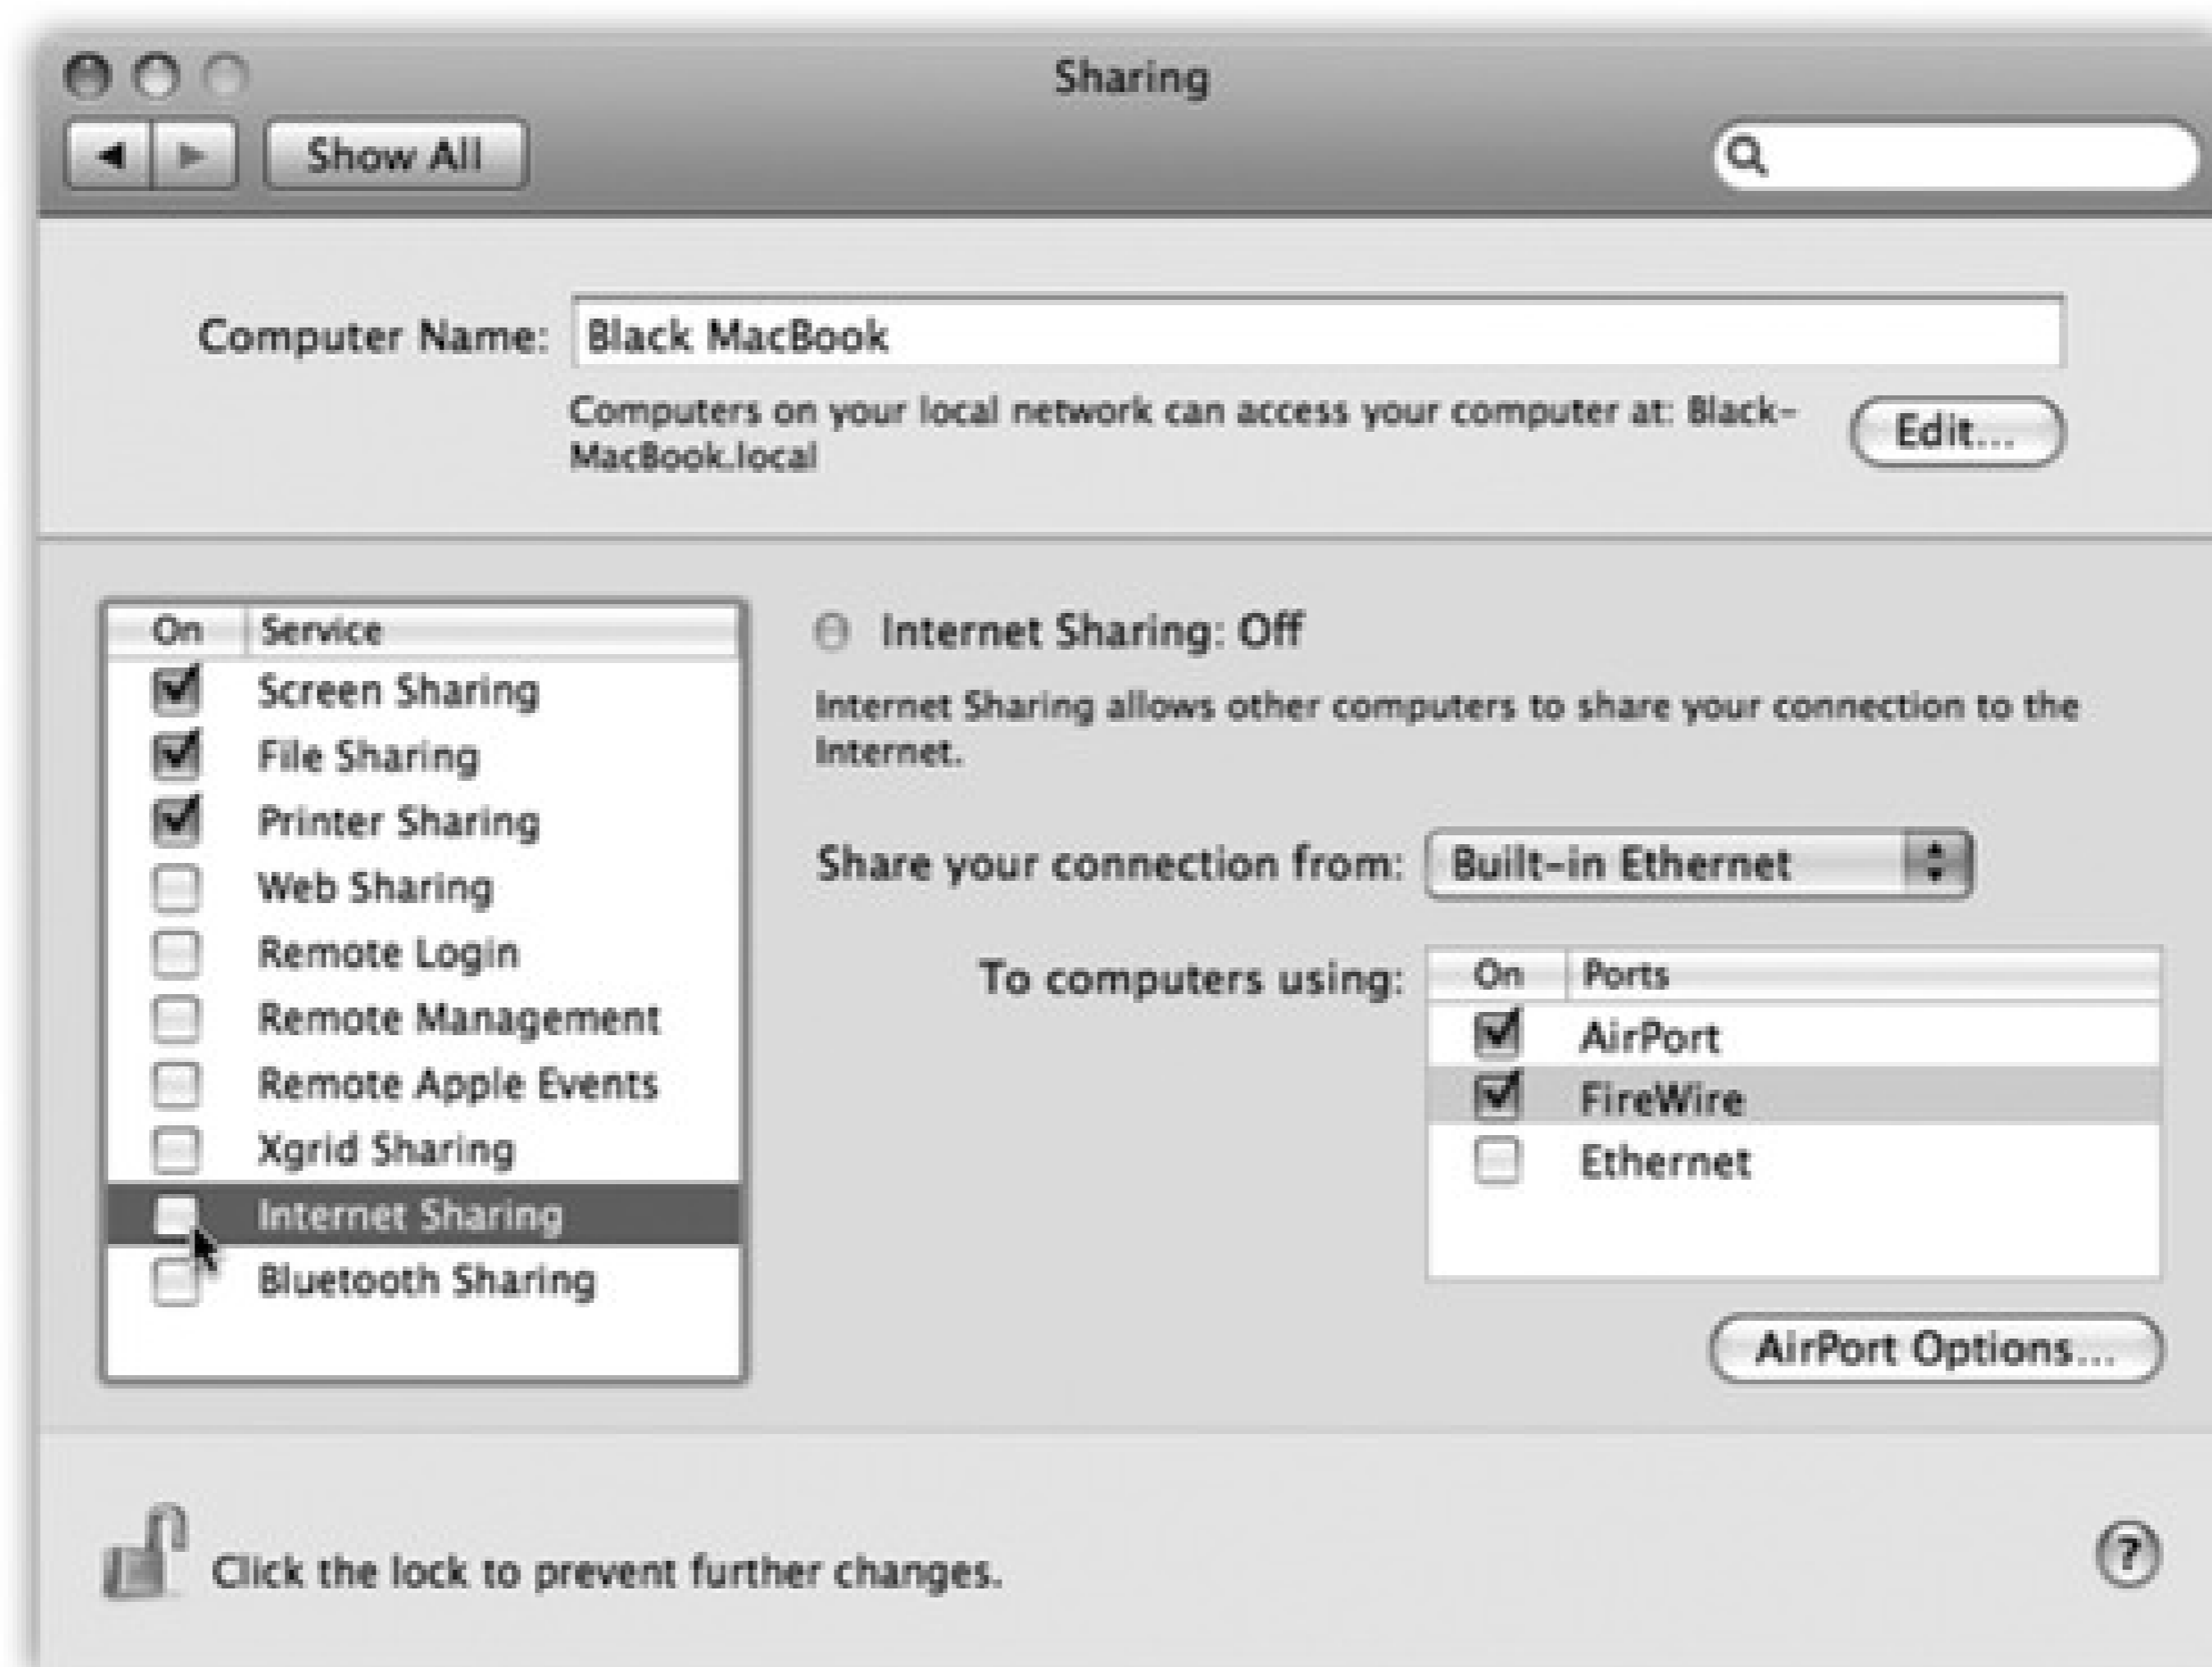 Sharing
Show All
Computer Name: Black MacBook
Computers on your local network can access your computer at: Black-
MacBook.local
Edit...
On Service
Screen Sharing
File Sharing
Printer Sharing
Web Sharing
Remote Login
Remote Management
Remote Apple Events
Xgrid Sharing
Internet Sharing
Bluetooth Sharing
Internet Sharing: Off
Internet Sharing allows other computers to share your connection to the
Internet.
Share your connection from: Built-in Ethernet
To computers using:
On Ports
AirPort
FireWire
Ethernet
AirPort Options...
Click the lock to prevent further changes.
?